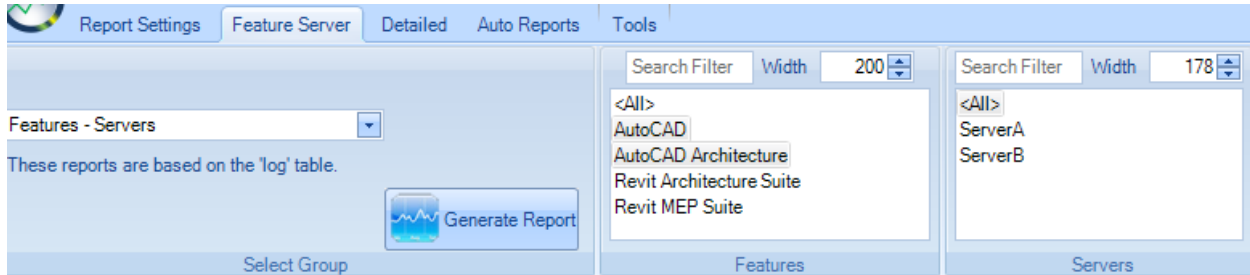 Report Settings Feature Server Detailed Auto Reports Tools
Features - Servers
These reports are based on the 'log' table.
Generate Report
Select Group
Search Filter Width 200
<All>
AutoCAD
AutoCAD Architecture
Revit Architecture Suite
Revit MEP Suite
Features
Search Filter Width 178
<All>
ServerA
ServerB
Servers